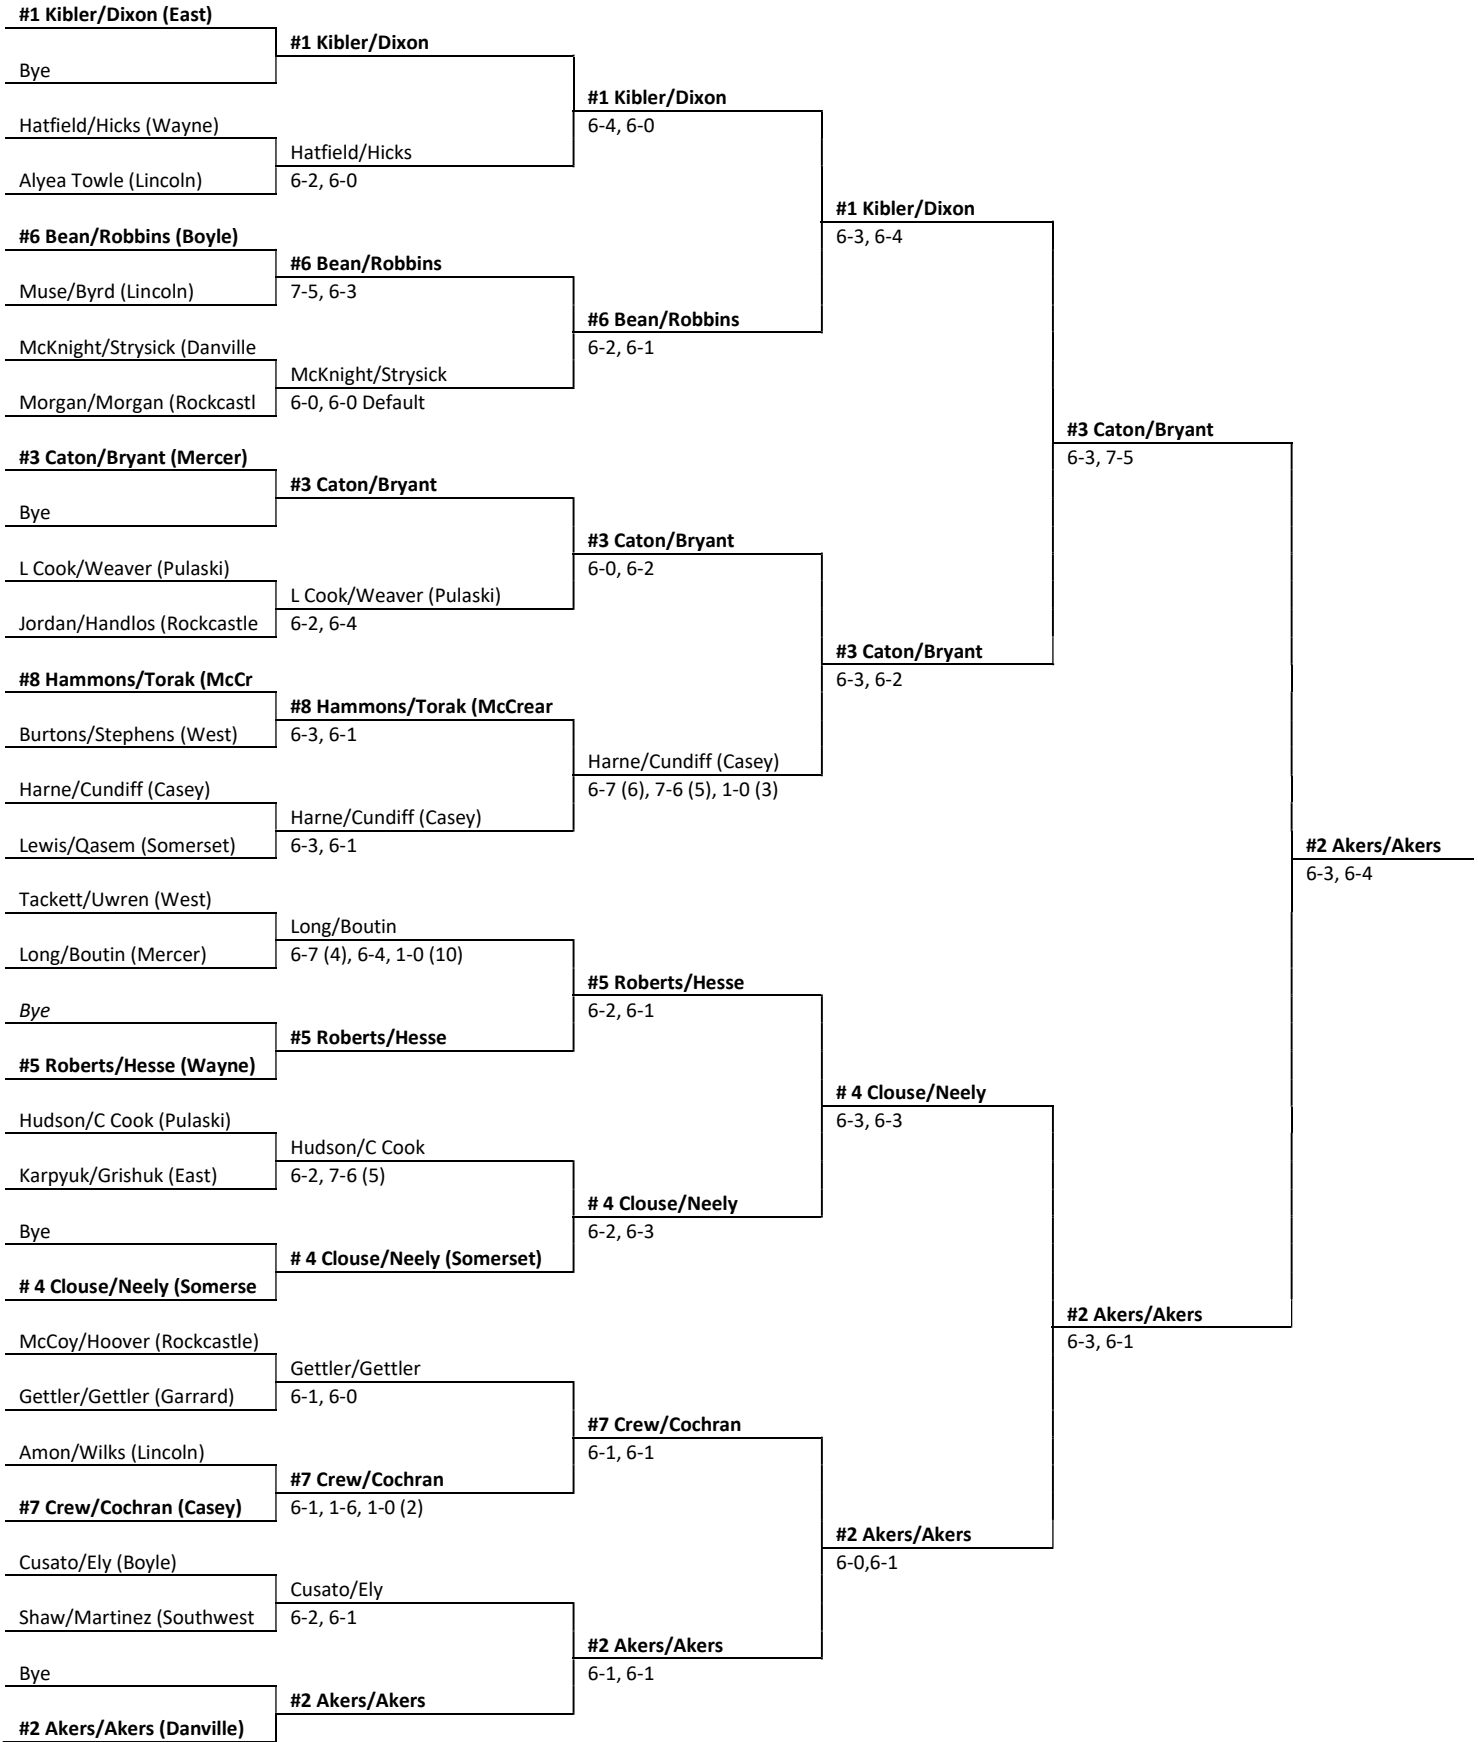 #1 Kibler/Dixon (East)
Bye
Hatfield/Hicks (Wayne)
Alyea Towle (Lincoln)
#6 Bean/Robbins (Boyle)
Muse/Byrd (Lincoln)
McKnight/Strysick (Danville
Morgan/Morgan (Rockcastl
#3 Caton/Bryant (Mercer)
Bye
L Cook/Weaver (Pulaski)
Jordan/Handlos (Rockcastle
#8 Hammons/Torak (McCr
Burtons/Stephens (West)
Harne/Cundiff (Casey)
Lewis/Qasem (Somerset)
Tackett/Uwren (West)
Long/Boutin (Mercer)
Bye
#5 Roberts/Hesse (Wayne)
Hudson/C Cook (Pulaski)
Karpyuk/Grishuk (East)
Bye
# 4 Clouse/Neely (Somerse
McCoy/Hoover (Rockcastle)
Gettler/Gettler (Garrard)
Amon/Wilks (Lincoln)
#7 Crew/Cochran (Casey)
Cusato/Ely (Boyle)
Shaw/Martinez (Southwest
Bye
#2 Akers/Akers (Danville)
#1 Kibler/Dixon
Hatfield/Hicks
6-2, 6-0
#6 Bean/Robbins
7-5, 6-3
McKnight/Strysick
6-0, 6-0 Default
#3 Caton/Bryant
L Cook/Weaver (Pulaski)
6-2, 6-4
#8 Hammons/Torak (McCrear
6-3, 6-1
Harne/Cundiff (Casey)
6-3, 6-1
Long/Boutin
6-7 (4), 6-4, 1-0 (10)
#5 Roberts/Hesse
Hudson/C Cook
6-2, 7-6 (5)
# 4 Clouse/Neely (Somerset)
Gettler/Gettler
6-1, 6-0
#7 Crew/Cochran
6-1, 1-6, 1-0 (2)
Cusato/Ely
6-2, 6-1
#2 Akers/Akers
#1 Kibler/Dixon
6-4, 6-0
#6 Bean/Robbins
6-2, 6-1
#3 Caton/Bryant
6-0, 6-2
Harne/Cundiff (Casey)
6-7 (6), 7-6 (5), 1-0 (3)
#5 Roberts/Hesse
6-2, 6-1
# 4 Clouse/Neely
6-2, 6-3
#7 Crew/Cochran
6-1, 6-1
#2 Akers/Akers
6-1, 6-1
#1 Kibler/Dixon
6-3, 6-4
#3 Caton/Bryant
6-3, 6-2
# 4 Clouse/Neely
6-3, 6-3
#2 Akers/Akers
6-0,6-1
#3 Caton/Bryant
6-3, 7-5
#2 Akers/Akers
6-3, 6-1
#2 Akers/Akers
6-3, 6-4